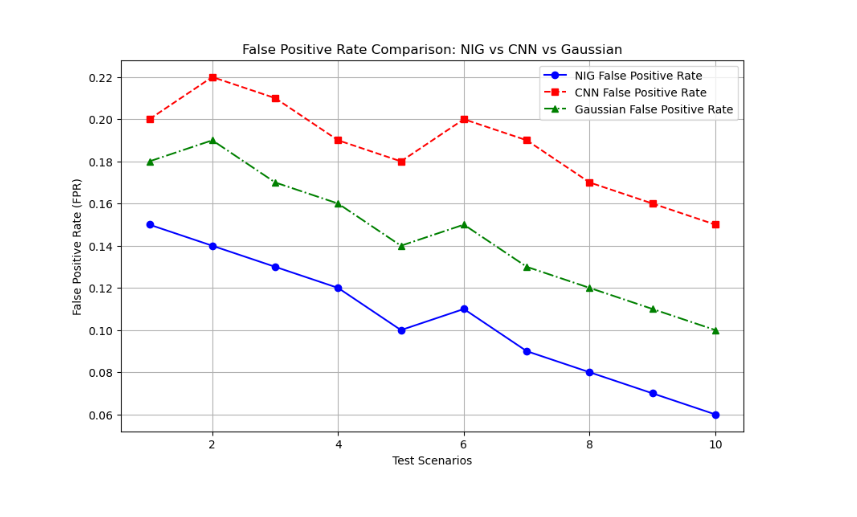 False Positive Rate Comparison: NIG vs CNN vs Gaussian
NIG False Positive Rate
CNN False Positive Rate
Gaussian False Positive Rate
False Positive Rate (FPR)
0.22
0.20
0.18
0.16
0.14
0.12
0.10
0.08
0.06
2 4 6 8 10
Test Scenarios